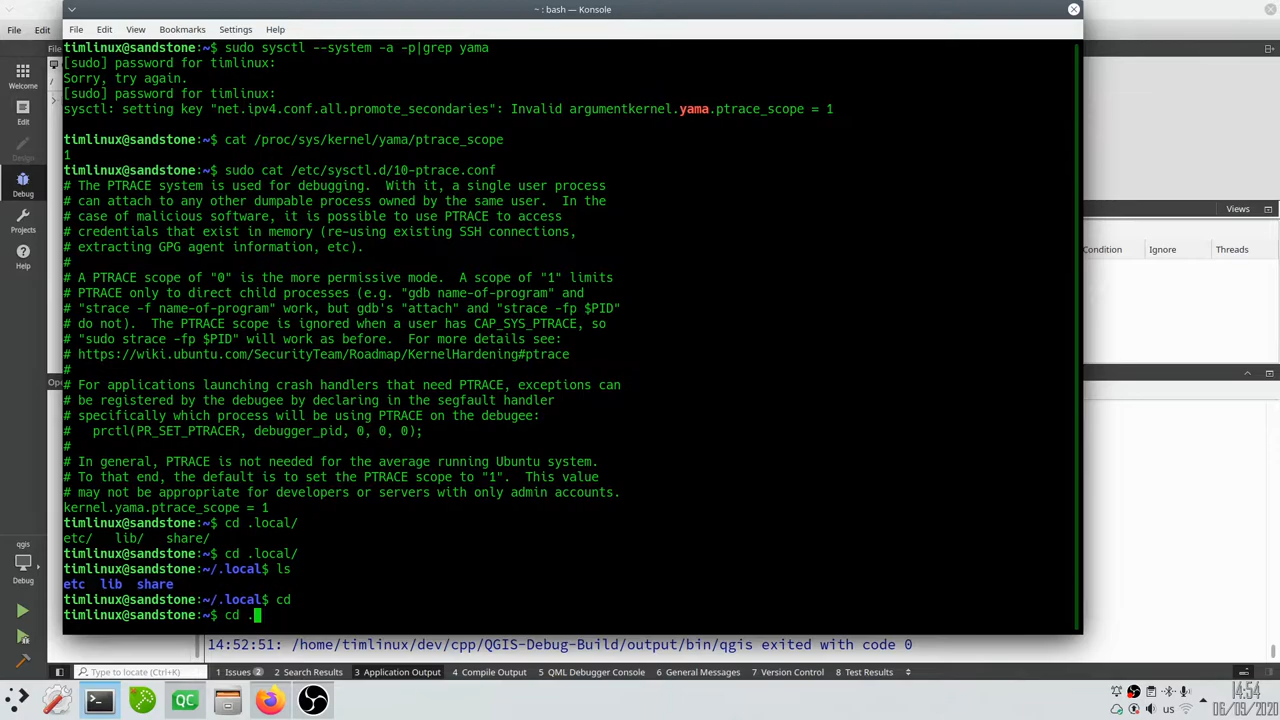 ~ : bash — Konsole
File Edit View Bookmarks Settings Help
File Edit
timlinux@sandstone:~$ sudo sysctl --system -a -p|grep yama
[sudo] password for timlinux:
Sorry, try again.
[sudo] password for timlinux:
sysctl: setting key "net.ipv4.conf.all.promote_secondaries": Invalid argumentkernel.yama.ptrace_scope = 1
timlinux@sandstone:~$ cat /proc/sys/kernel/yama/ptrace_scope
1
timlinux@sandstone:~$ sudo cat /etc/sysctl.d/10-ptrace.conf
# The PTRACE system is used for debugging.  With it, a single user process
# can attach to any other dumpable process owned by the same user.  In the
# case of malicious software, it is possible to use PTRACE to access
# credentials that exist in memory (re-using existing SSH connections,
# extracting GPG agent information, etc).
#
# A PTRACE scope of "0" is the more permissive mode.  A scope of "1" limits
# PTRACE only to direct child processes (e.g. "gdb name-of-program" and
# "strace -f name-of-program" work, but gdb's "attach" and "strace -fp $PID"
# do not).  The PTRACE scope is ignored when a user has CAP_SYS_PTRACE, so
# "sudo strace -fp $PID" will work as before.  For more details see:
# https://wiki.ubuntu.com/SecurityTeam/Roadmap/KernelHardening#ptrace
#
# For applications launching crash handlers that need PTRACE, exceptions can
# be registered by the debugee by declaring in the segfault handler
# specifically which process will be using PTRACE on the debugee:
#   prctl(PR_SET_PTRACER, debugger_pid, 0, 0, 0);
#
# In general, PTRACE is not needed for the average running Ubuntu system.
# To that end, the default is to set the PTRACE scope to "1".  This value
# may not be appropriate for developers or servers with only admin accounts.
kernel.yama.ptrace_scope = 1
timlinux@sandstone:~$ cd .local/
etc/   lib/   share/
timlinux@sandstone:~$ cd .local/
timlinux@sandstone:~/.local$ ls
etc  lib  share
timlinux@sandstone:~/.local$ cd
timlinux@sandstone:~$ cd .
Welcome
Edit
Design
Debug
Projects
Help
qgis
Debug
Views
Condition Ignore Threads
14:52:51: /home/timlinux/dev/cpp/QGIS-Debug-Build/output/bin/qgis exited with code 0
Type to locate (Ctrl+K) 1 Issues 2 2 Search Results 3 Application Output 4 Compile Output 5 QML Debugger Console 6 General Messages 7 Version Control 8 Test Results
QC
us
14:54
06/09/2020